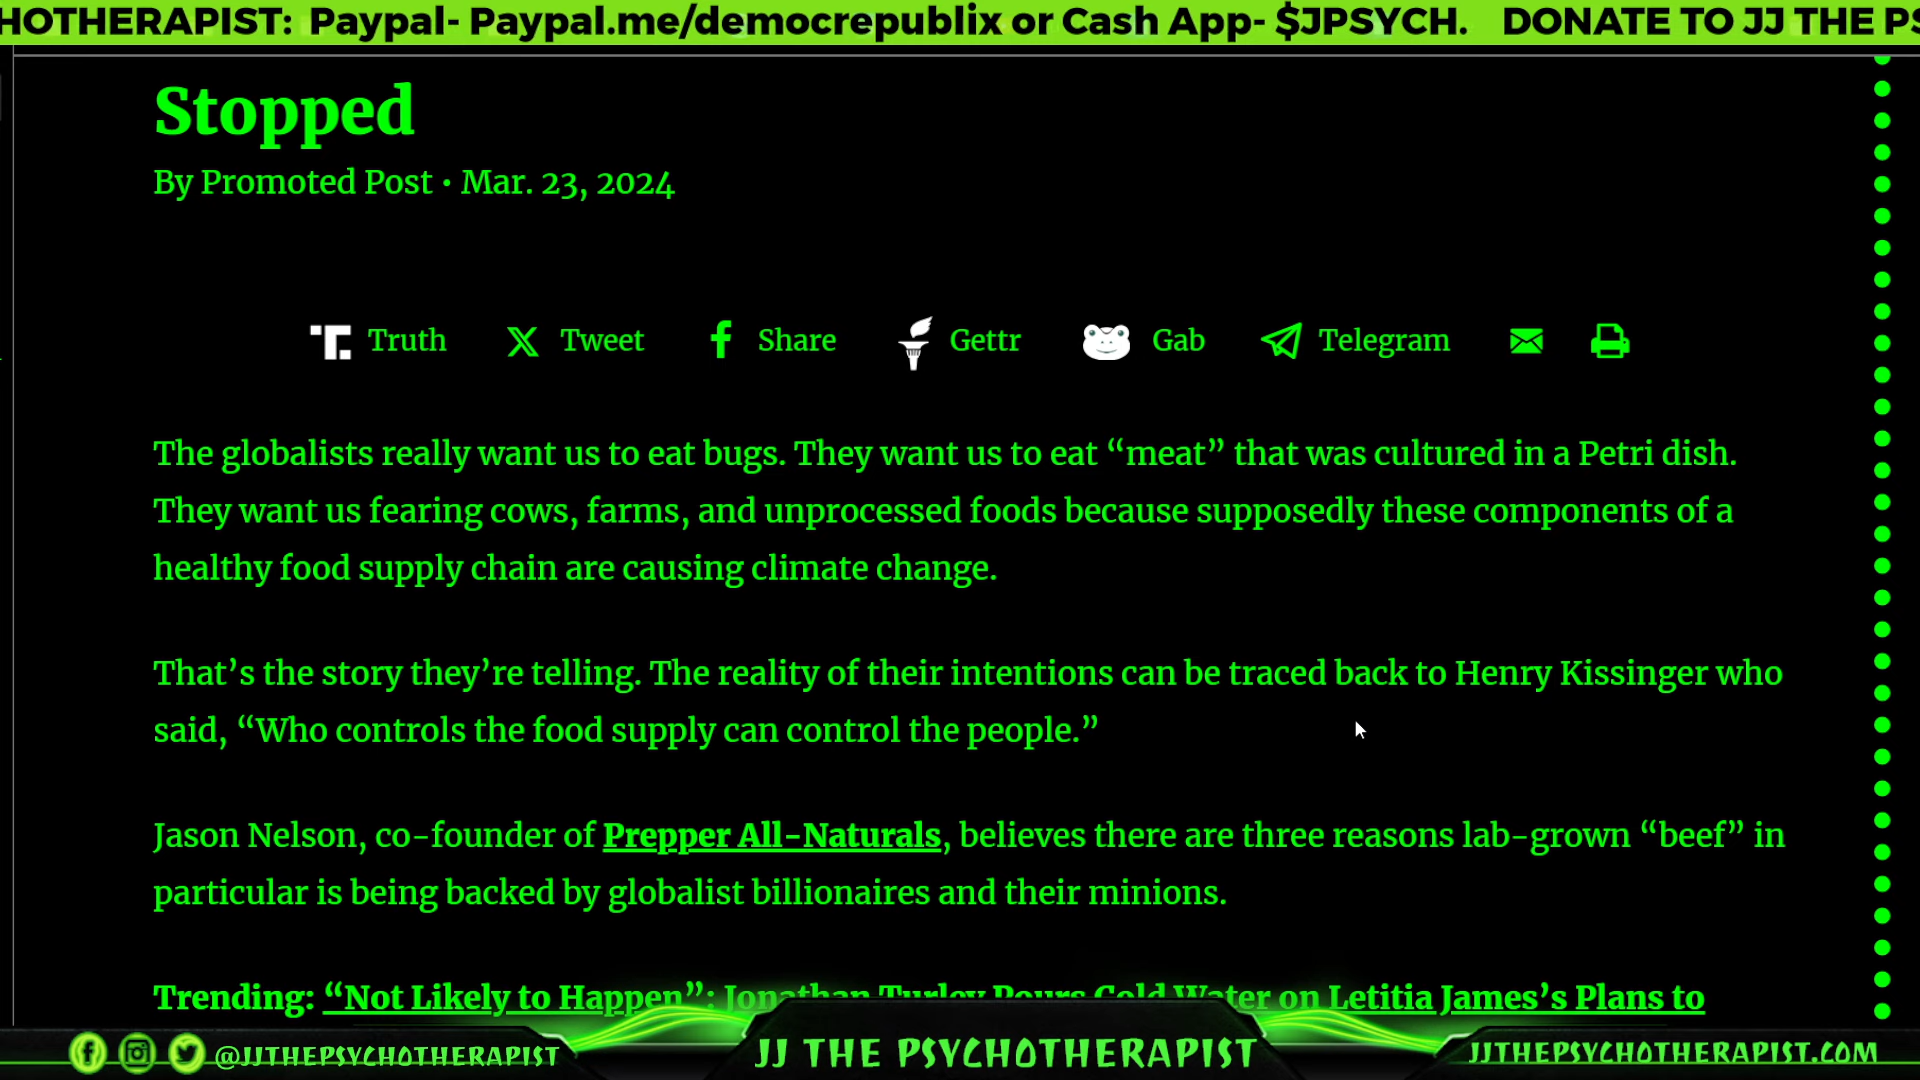 HOTHERAPIST: Paypal- Paypal.me/democrepublix or Cash App- $JPSYCH. DONATE TO JJ THE PS
Stopped
By Promoted Post • Mar. 23, 2024
Truth Tweet Share Gettr Gab Telegram
The globalists really want us to eat bugs. They want us to eat “meat” that was cultured in a Petri dish.
They want us fearing cows, farms, and unprocessed foods because supposedly these components of a
healthy food supply chain are causing climate change.
That’s the story they’re telling. The reality of their intentions can be traced back to Henry Kissinger who
said, “Who controls the food supply can control the people.”
Jason Nelson, co-founder of Prepper All-Naturals, believes there are three reasons lab-grown “beef” in
particular is being backed by globalist billionaires and their minions.
Trending: “Not Likely to Happen”: Jonathan Turley Pours Cold Water on Letitia James’s Plans to
@JJTHEPSYCHOTHERAPIST
JJ THE PSYCHOTHERAPIST
JJTHEPSYCHOTHERAPIST.COM